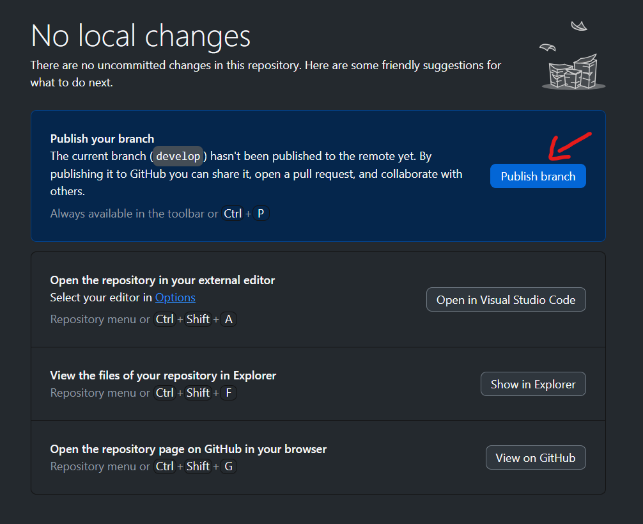 No local changes
There are no uncommitted changes in this repository. Here are some friendly suggestions for
what to do next.
Publish your branch
The current branch ( develop ) hasn't been published to the remote yet. By
publishing it to GitHub you can share it, open a pull request, and collaborate with
others.
Publish branch
Always available in the toolbar or Ctrl + P
Open the repository in your external editor
Select your editor in Options
Open in Visual Studio Code
Repository menu or Ctrl + Shift + A
View the files of your repository in Explorer
Show in Explorer
Repository menu or Ctrl + Shift + F
Open the repository page on GitHub in your browser
View on GitHub
Repository menu or Ctrl + Shift + G